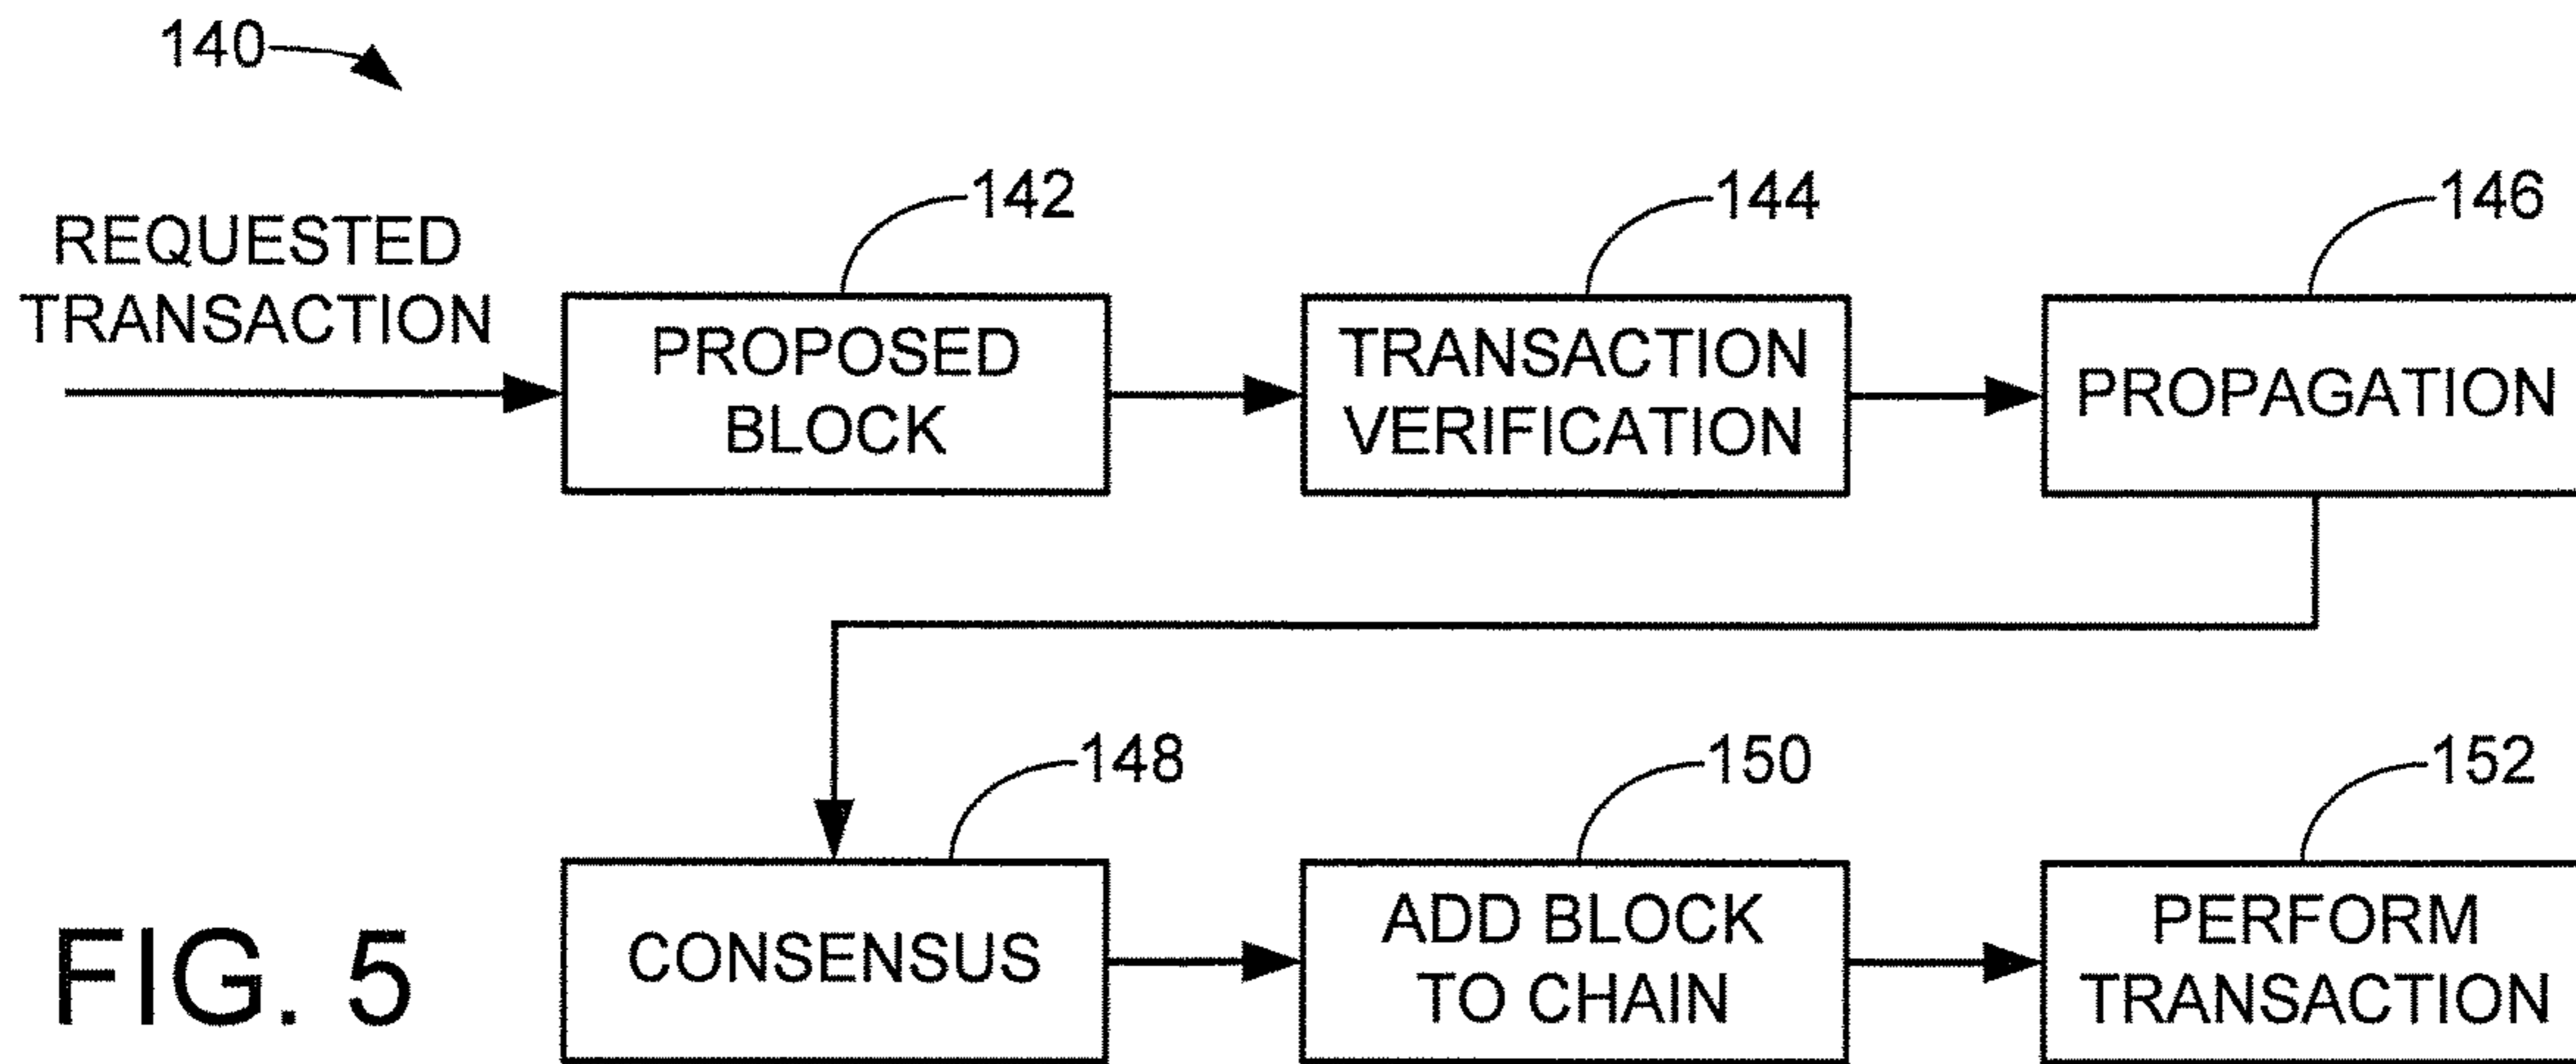 140
REQUESTED
TRANSACTION
142
PROPOSED
BLOCK
144
TRANSACTION
VERIFICATION
146
PROPAGATION
148
CONSENSUS
150
ADD BLOCK
TO CHAIN
152
PERFORM
TRANSACTION
FIG. 5